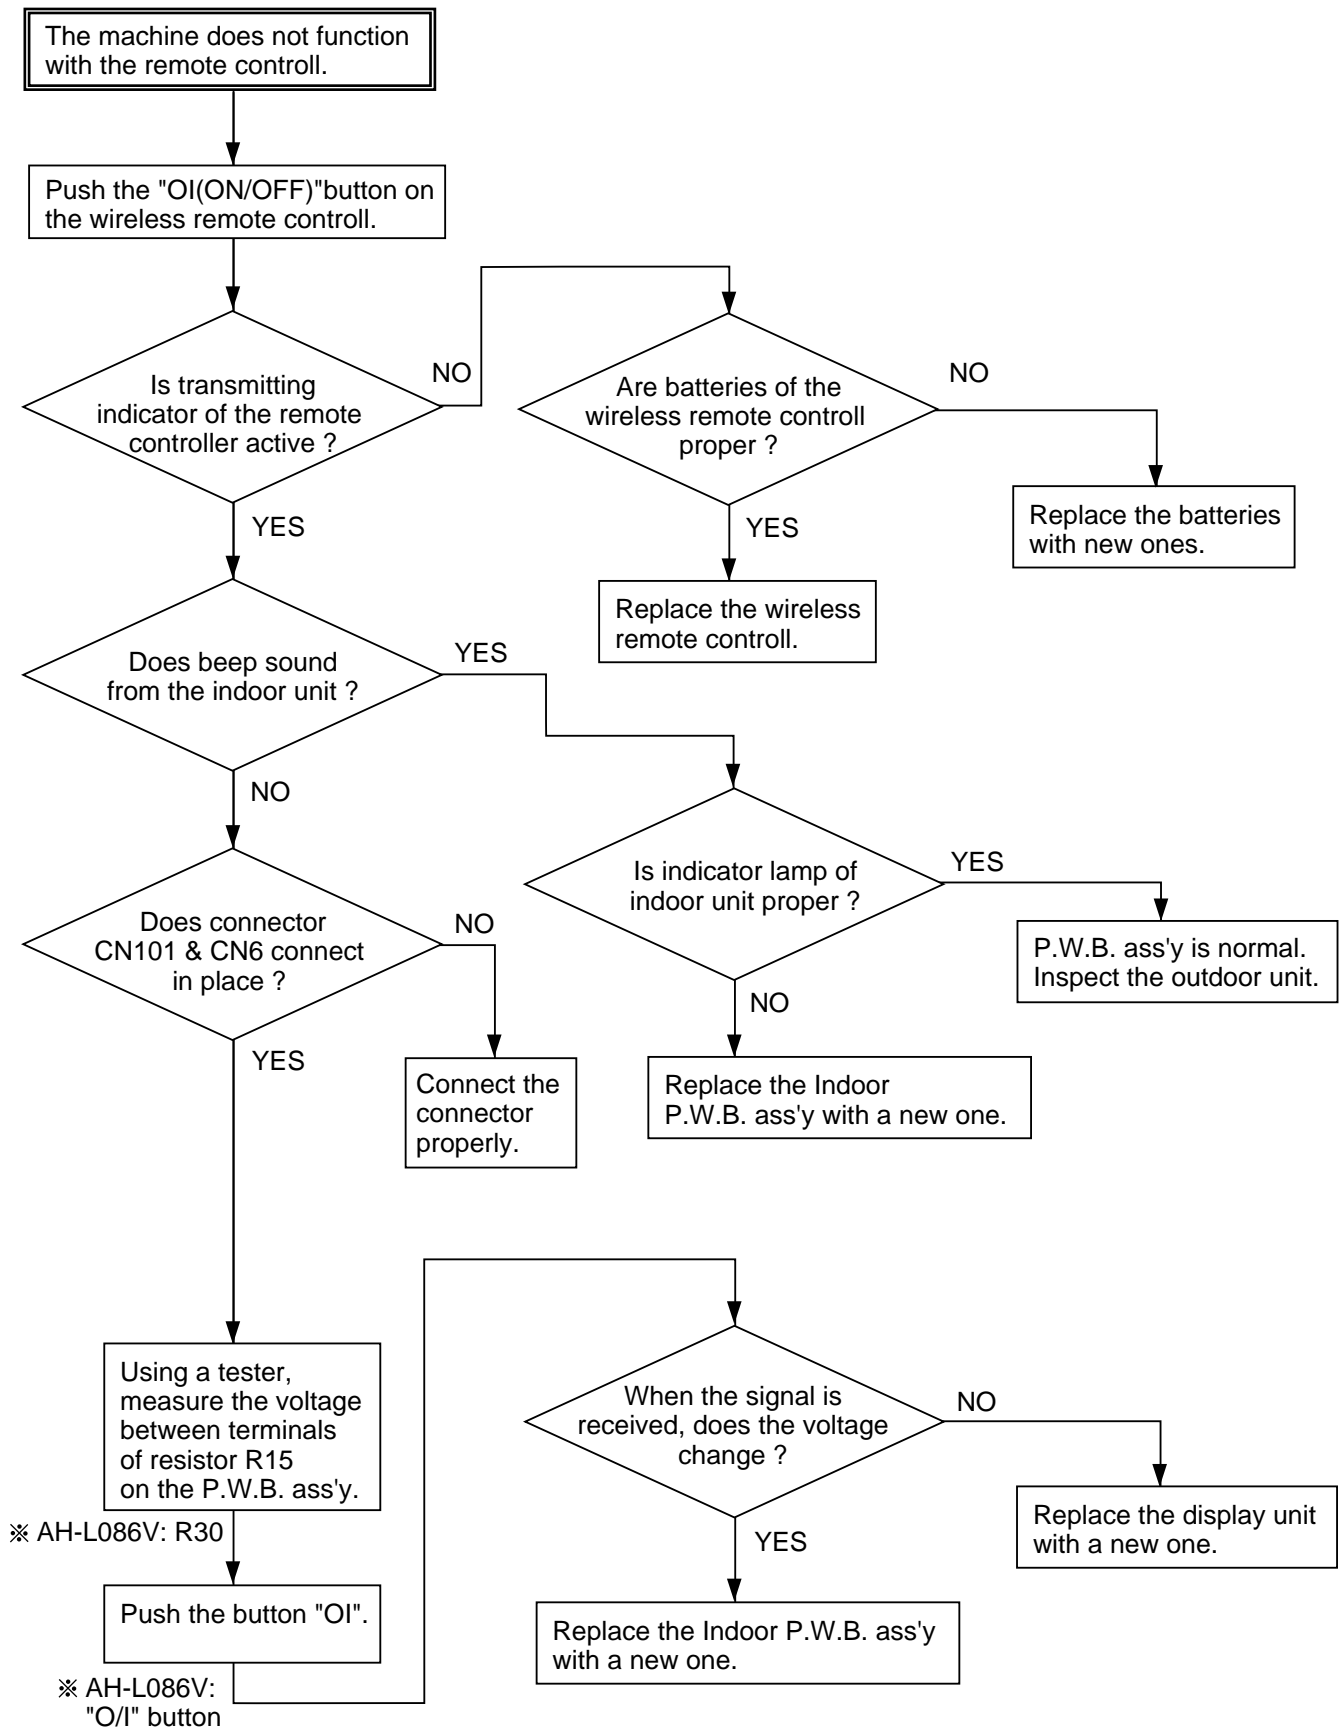 The machine does not function
with the remote controll.
Push the "OI(ON/OFF)"button on
the wireless remote controll.
Is transmitting
indicator of the remote
controller active ?
NO
Are batteries of the
wireless remote controll
proper ?
NO
Replace the batteries
with new ones.
YES
Replace the wireless
remote controll.
YES
Does beep sound
from the indoor unit ?
YES
Is indicator lamp of
indoor unit proper ?
YES
P.W.B. ass'y is normal.
Inspect the outdoor unit.
NO
Replace the Indoor
P.W.B. ass'y with a new one.
NO
Does connector
CN101 & CN6 connect
in place ?
NO
Connect the
connector
properly.
YES
Using a tester,
measure the voltage
between terminals
of resistor R15
on the P.W.B. ass'y.
※ AH-L086V: R30
Push the button "OI".
※ AH-L086V:
"O/I" button
When the signal is
received, does the voltage
change ?
NO
Replace the display unit
with a new one.
YES
Replace the Indoor P.W.B. ass'y
with a new one.